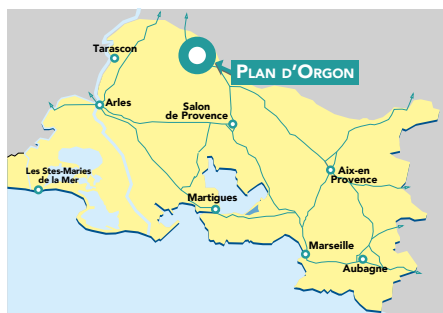 Tarascon
PLAN D'ORGON
Arles
Salon
de Provence
Les Stes-Maries
de la Mer
Aix-en
Provence
Martigues
Marseille
Aubagne